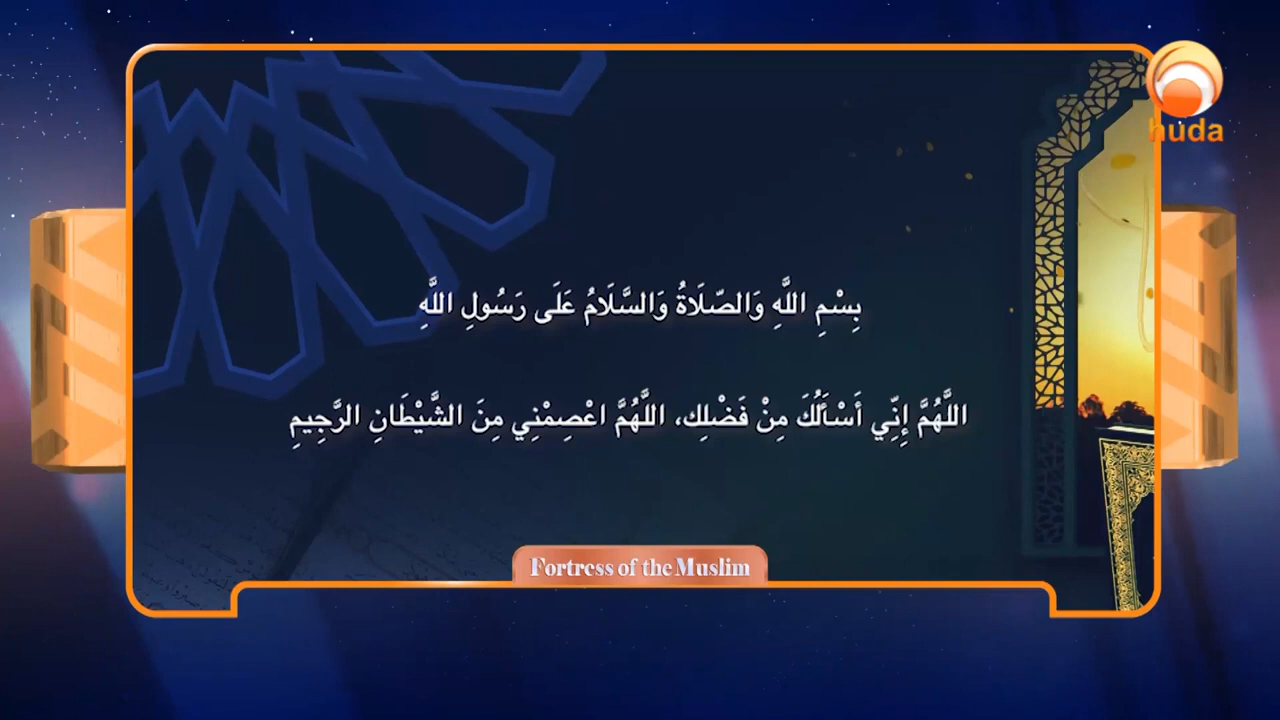 huda
بِسْمِ اللَّهِ وَالصّلَاةُ وَالسَّلَامُ عَلَى رَسُولِ اللَّهِ
اللَّهُمَّ إِنِّي أَسْأَلُكَ مِنْ فَضْلِك، اللَّهُمَّ اعْصِمْنِي مِنَ الشَّيْطَانِ الرَّجِيمِ
Fortress of the Muslim